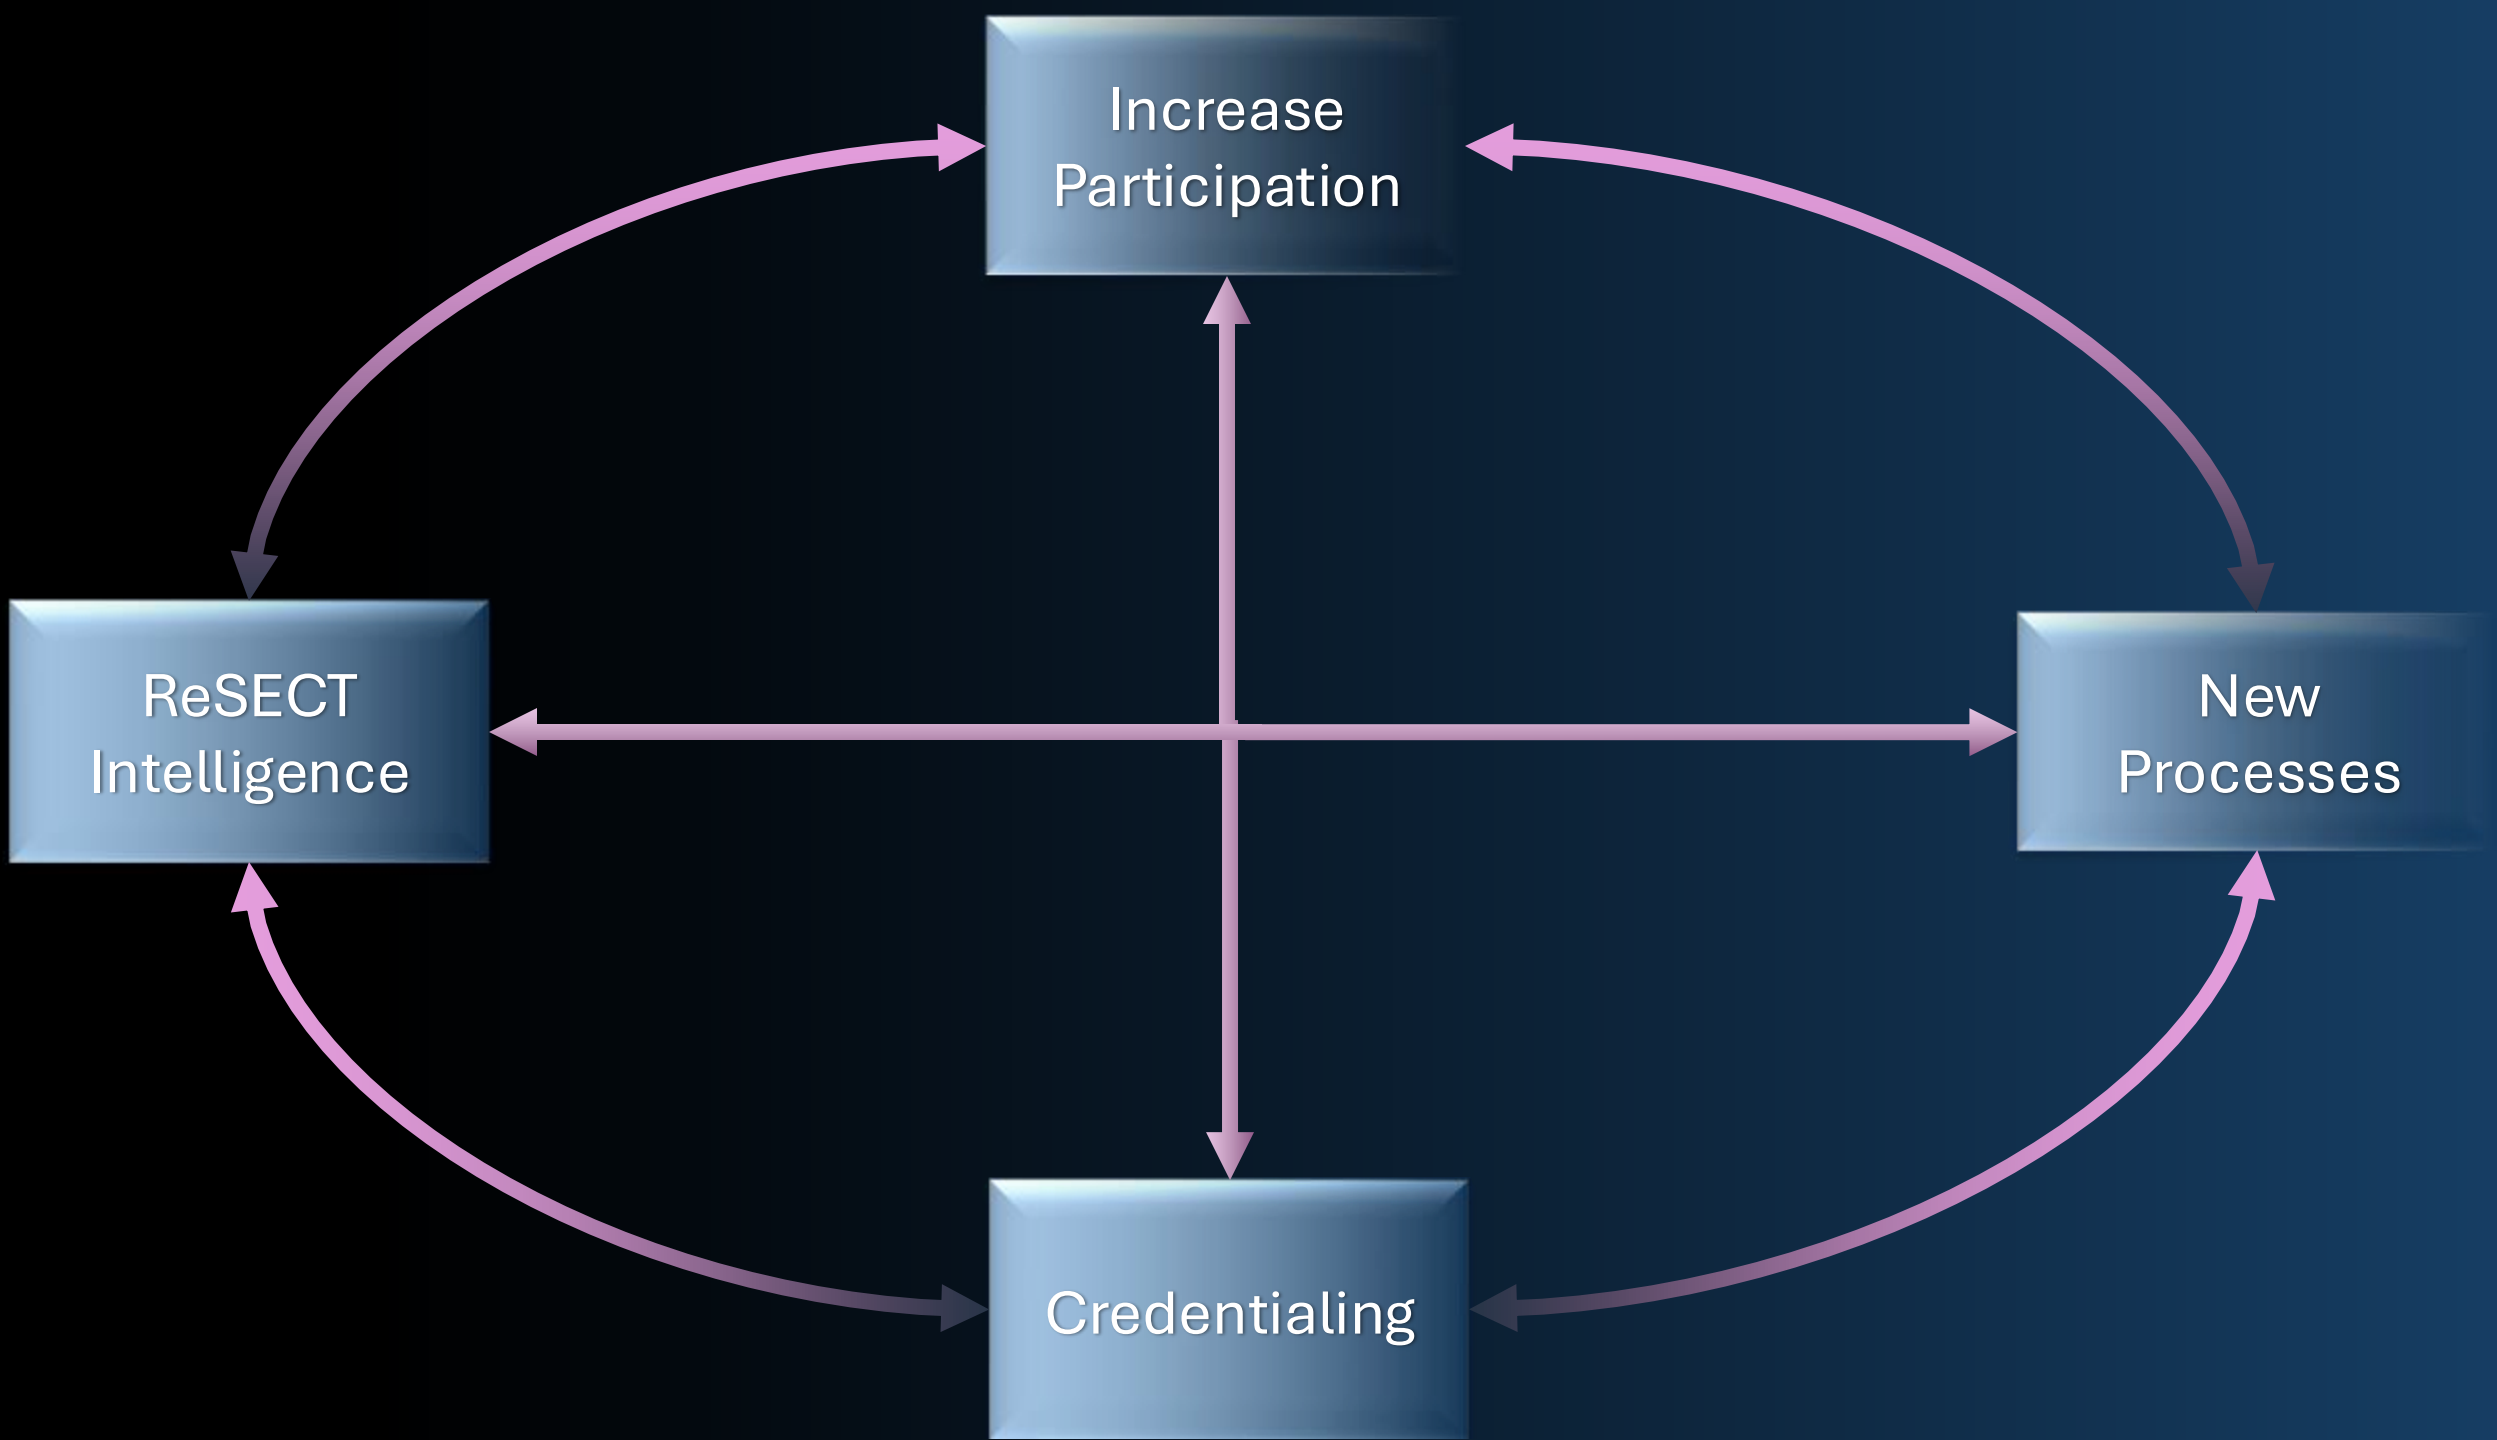 Increase
Participation
ReSECT
Intelligence
New
Processes
Credentialing